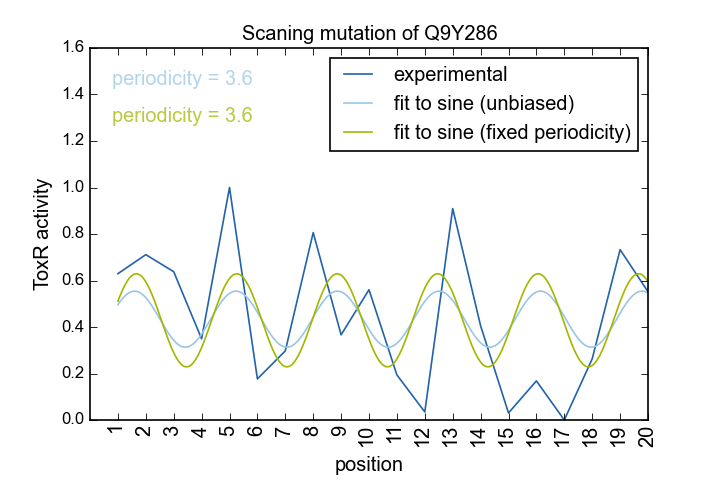 Scaning mutation of Q9Y286
periodicity = 3.6
periodicity = 3.6
experimental
fit to sine (unbiased)
fit to sine (fixed periodicity)
ToxR activity
1.6
1.4
1.2
1.0
0.8
0.6
0.4
0.2
0.0
1 2 3 4 5 6 7 8 9 10 11 12 13 14 15 16 17 18 19 20
position